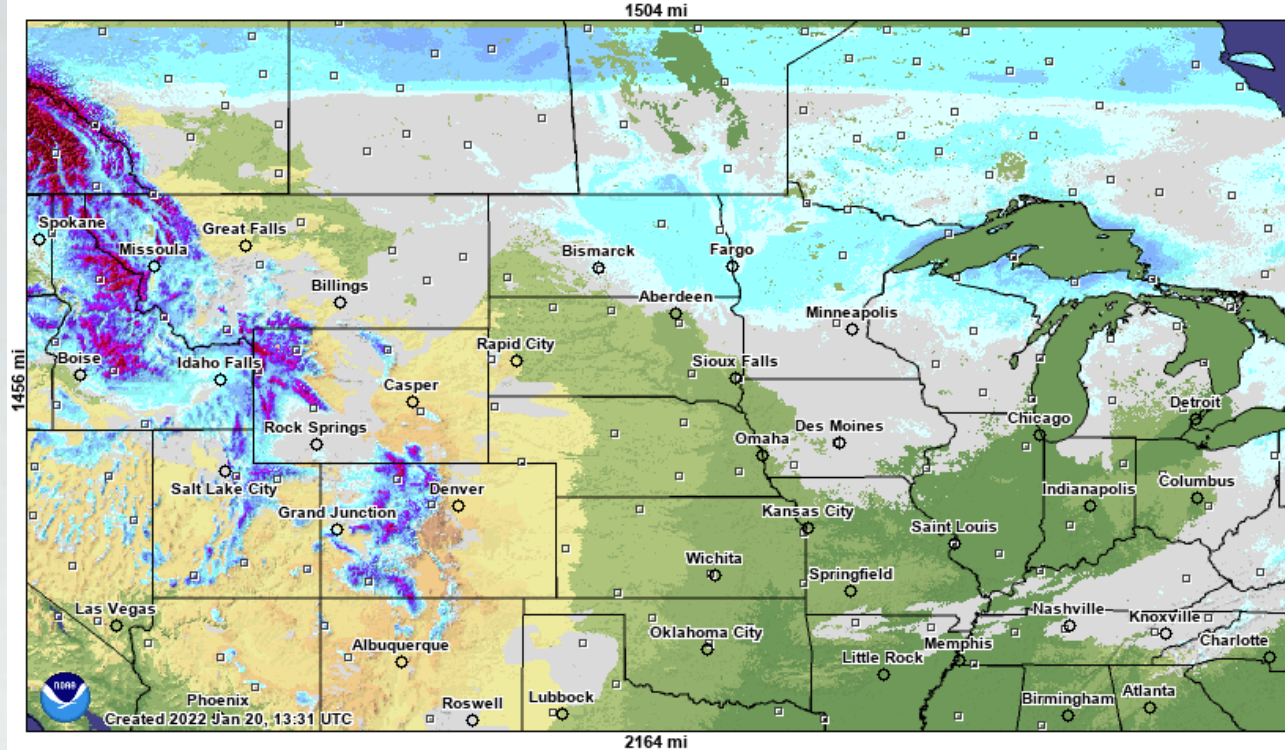 1504 mi
Spokane
Great Falls
Missoula
Bismarck
Fargo
Billings
Aberdeen
Minneapolis
Rapid City
Boise
Idaho Falls
Sioux Falls
1456 mi
Casper
Detroit
Chicago
Rock Springs
Des Moines
Omaha
Salt Lake City
Denver
Indianapolis
Columbus
Grand Junction
Kansas City
Saint Louis
Wichita
Springfield
Las Vegas
Nashville
Knoxville
Oklahoma City
Charlotte
Albuquerque
Memphis
Little Rock
noaa
Phoenix
Roswell
Lubbock
Birmingham
Atlanta
Created 2022 Jan 20, 13:31 UTC
2164 mi